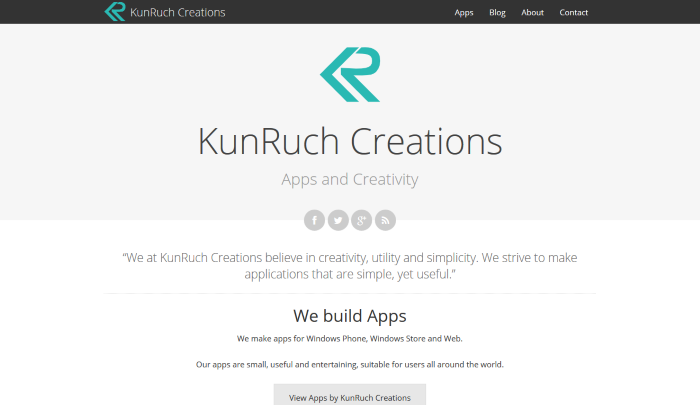 KunRuch Creations
Apps Blog About Contact
KunRuch Creations
Apps and Creativity
“We at KunRuch Creations believe in creativity, utility and simplicity. We strive to make
applications that are simple, yet useful.”
We build Apps
We make apps for Windows Phone, Windows Store and Web.
Our apps are small, useful and entertaining, suitable for users all around the world.
View Apps by KunRuch Creations